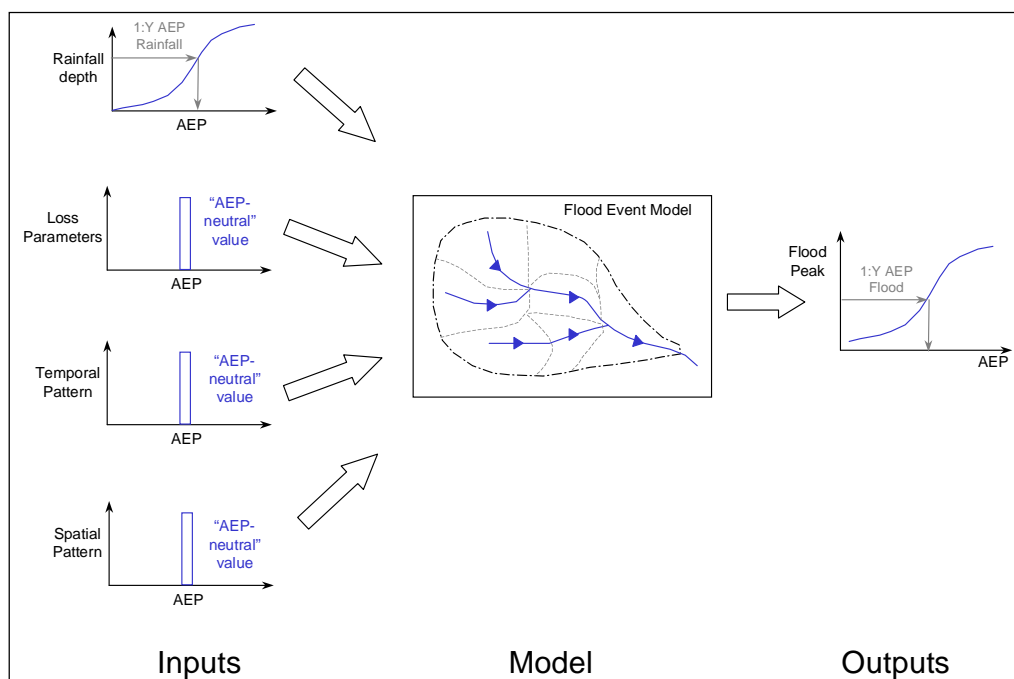 1:Y AEP
Rainfall
Rainfall
depth
AEP
Loss
Parameters
“AEP-
neutral”
value
AEP
Temporal
Pattern
“AEP-
neutral”
value
AEP
Spatial
Pattern
“AEP-
neutral”
value
AEP
Flood Event Model
Flood
Peak
1:Y AEP
Flood
AEP
Inputs
Model
Outputs